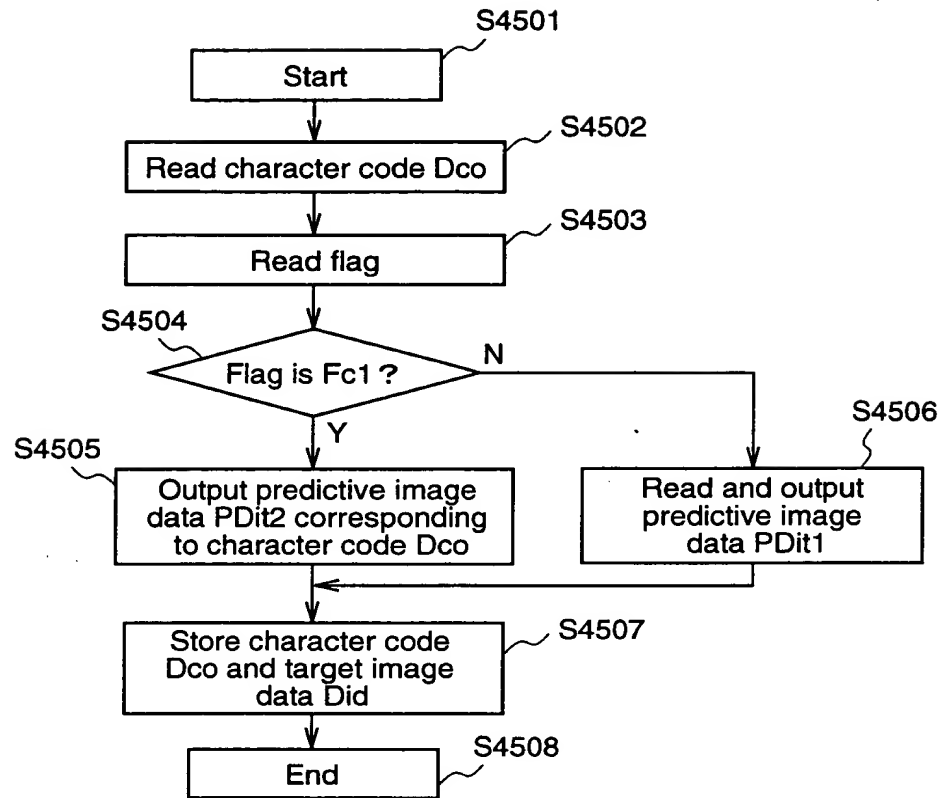 S4501
Start
S4502
Read character code Dco
S4503
Read flag
S4504
Flag is Fc1 ?
N
Y
S4505
Output predictive image
data PDit2 corresponding
to character code Dco
S4506
Read and output
predictive image
data PDit1
S4507
Store character code
Dco and target image
data Did
S4508
End